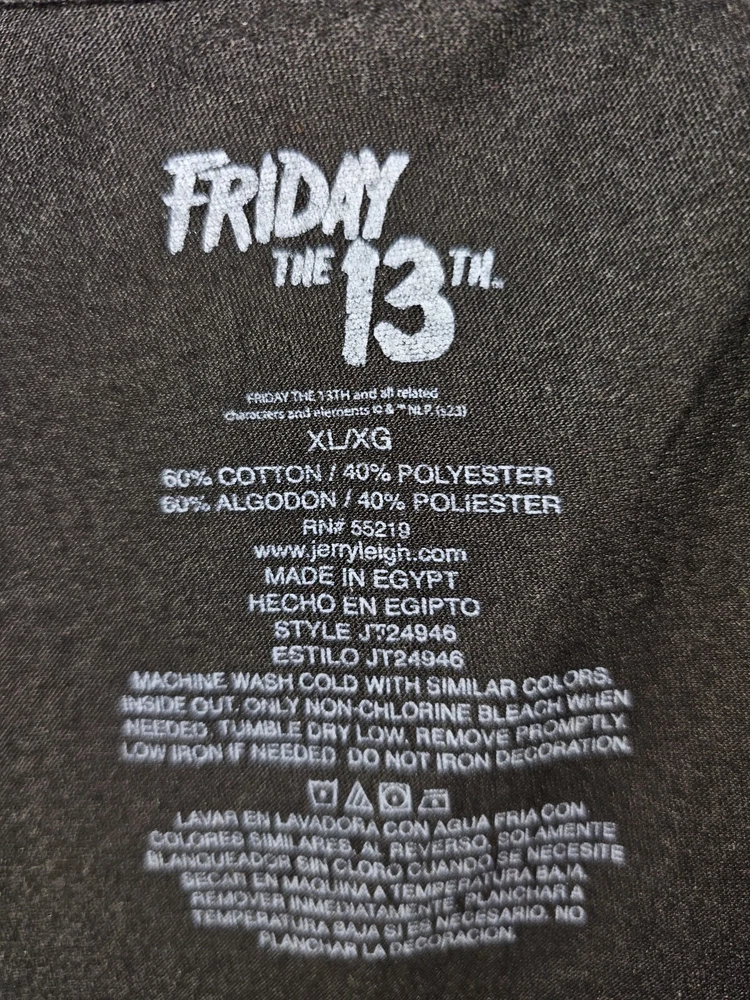 FRIDAY
THE 13TH™
FRIDAY THE 13TH and all related
characters and elements © & ™ NLP. (s23)
XL/XG
60% COTTON / 40% POLYESTER
60% ALGODON / 40% POLIESTER
RN# 55219
www.jerryleigh.com
MADE IN EGYPT
HECHO EN EGIPTO
STYLE JT24946
ESTILO JT24946
MACHINE WASH COLD WITH SIMILAR COLORS.
INSIDE OUT. ONLY NON-CHLORINE BLEACH WHEN
NEEDED. TUMBLE DRY LOW. REMOVE PROMPTLY.
LOW IRON IF NEEDED. DO NOT IRON DECORATION.
LAVAR EN LAVADORA CON AGUA FRIA CON
COLORES SIMILARES. AL REVERSO. SOLAMENTE
BLANQUEADOR SIN CLORO CUANDO SE NECESITE
SECAR EN MAQUINA A TEMPERATURA BAJA
REMOVER INMEDIATAMENTE. PLANCHAR A
TEMPERATURA BAJA SI ES NECESARIO. NO
PLANCHAR LA DECORACION.